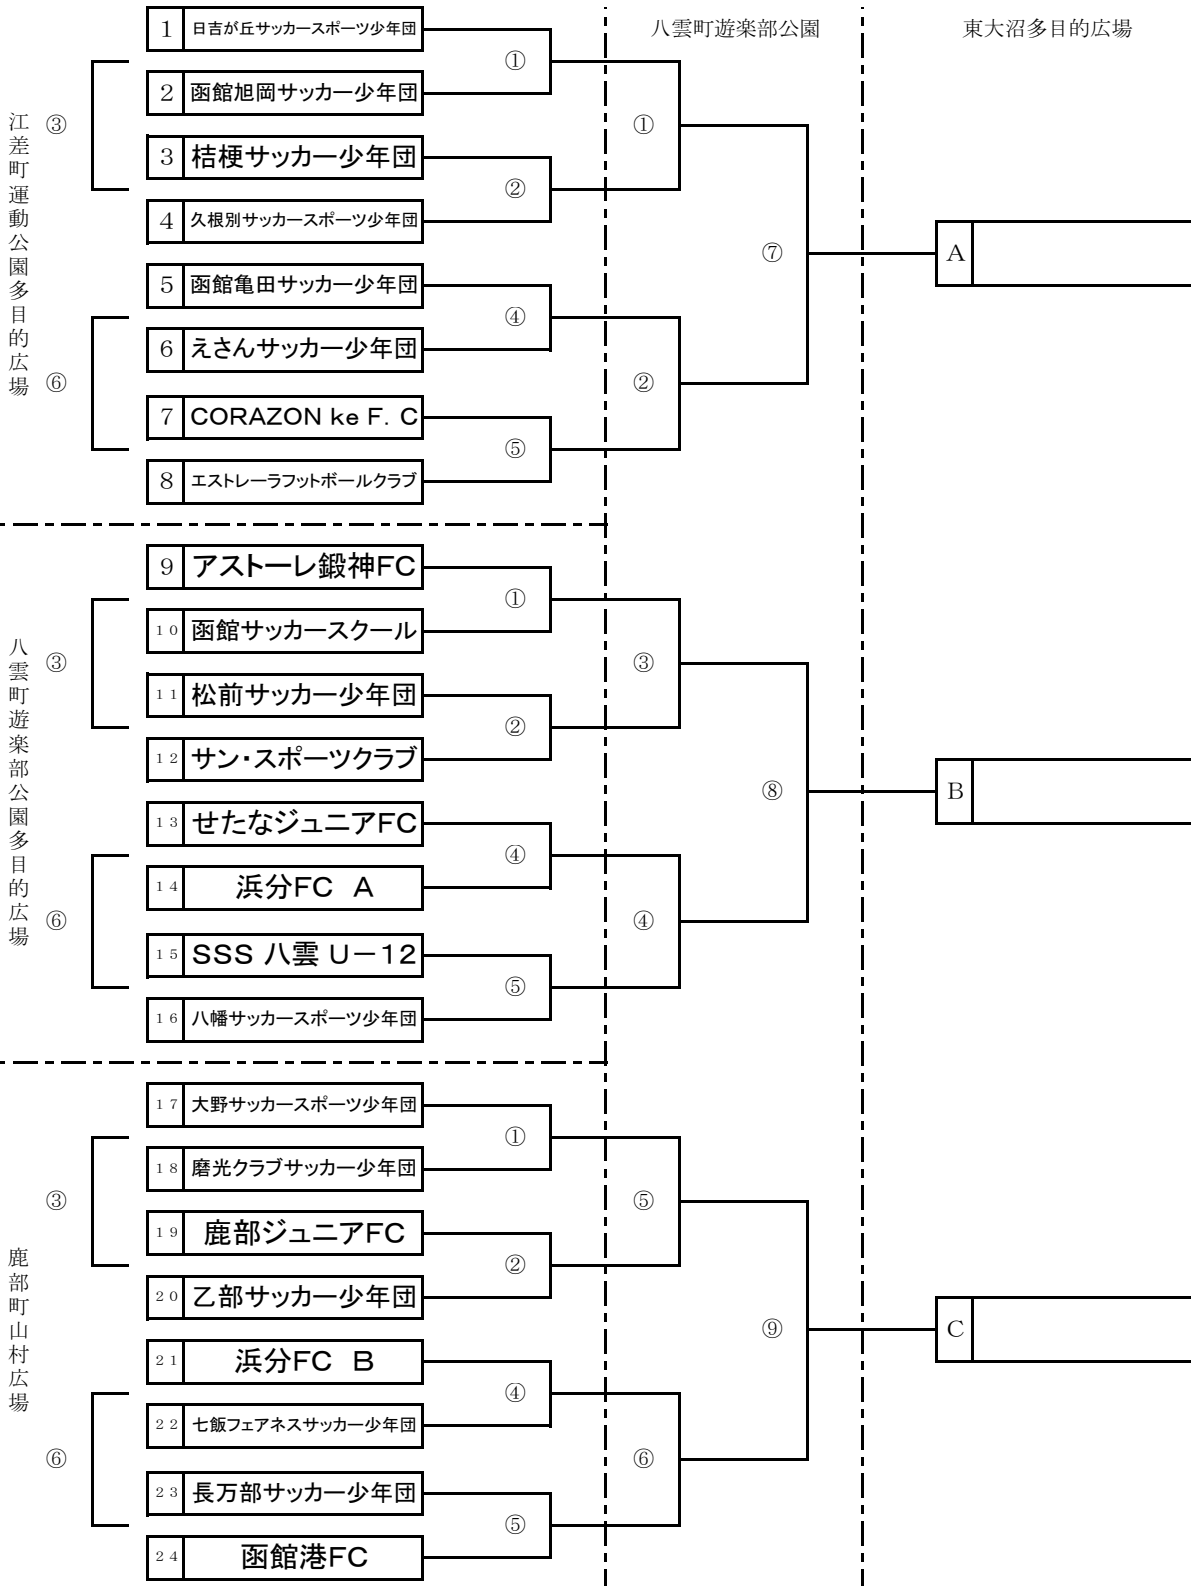 八雲町遊楽部公園
東大沼多目的広場
江差町運動公園多目的広場
③
⑥
1 日吉が丘サッカースポーツ少年団
①
2 函館旭岡サッカー少年団
①
3 桔梗サッカー少年団
②
4 久根別サッカースポーツ少年団
⑦
A
5 函館亀田サッカー少年団
④
6 えさんサッカー少年団
②
7 CORAZON ke F. C
⑤
8 エストレーラフットボールクラブ
八雲町遊楽部公園多目的広場
③
⑥
9 アストーレ鍛神FC
①
10 函館サッカースクール
③
11 松前サッカー少年団
②
12 サン・スポーツクラブ
⑧
B
13 せたなジュニアFC
④
14 浜分FC A
④
15 SSS 八雲 U－12
⑤
16 八幡サッカースポーツ少年団
鹿部町山村広場
③
⑥
17 大野サッカースポーツ少年団
①
18 磨光クラブサッカー少年団
⑤
19 鹿部ジュニアFC
②
20 乙部サッカー少年団
⑨
C
21 浜分FC B
④
22 七飯フェアネスサッカー少年団
⑥
23 長万部サッカー少年団
⑤
24 函館港FC